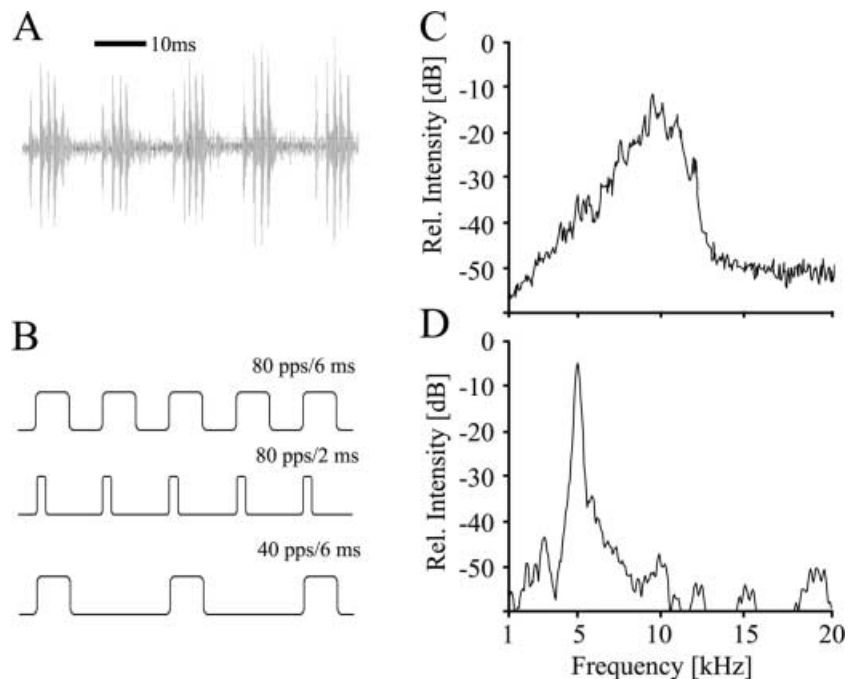 A
10ms
B
80 pps/6 ms
80 pps/2 ms
40 pps/6 ms
C
Rel. Intensity [dB]
0
-10
-20
-30
-40
-50
D
Rel. Intensity [dB]
0
-10
-20
-30
-40
-50
1 5 10 15 20
Frequency [kHz]